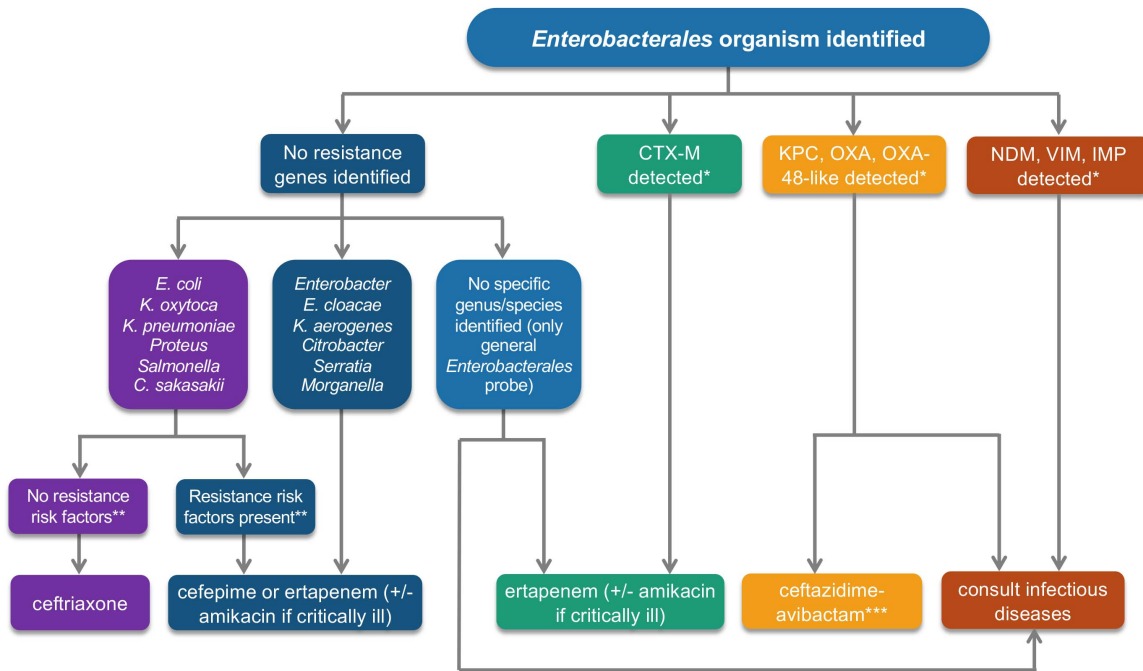 Enterobacterales organism identified
No resistance
genes identified
CTX-M
detected*
KPC, OXA, OXA-
48-like detected*
NDM, VIM, IMP
detected*
E. coli
K. oxytoca
K. pneumoniae
Proteus
Salmonella
C. sakasakii
Enterobacter
E. cloacae
K. aerogenes
Citrobacter
Serratia
Morganella
No specific
genus/species
identified (only
general
Enterobacterales
probe)
No resistance
risk factors**
Resistance risk
factors present**
ceftriaxone
cefepime or ertapenem (+/-
amikacin if critically ill)
ertapenem (+/- amikacin
if critically ill)
ceftazidime-
avibactam***
consult infectious
diseases